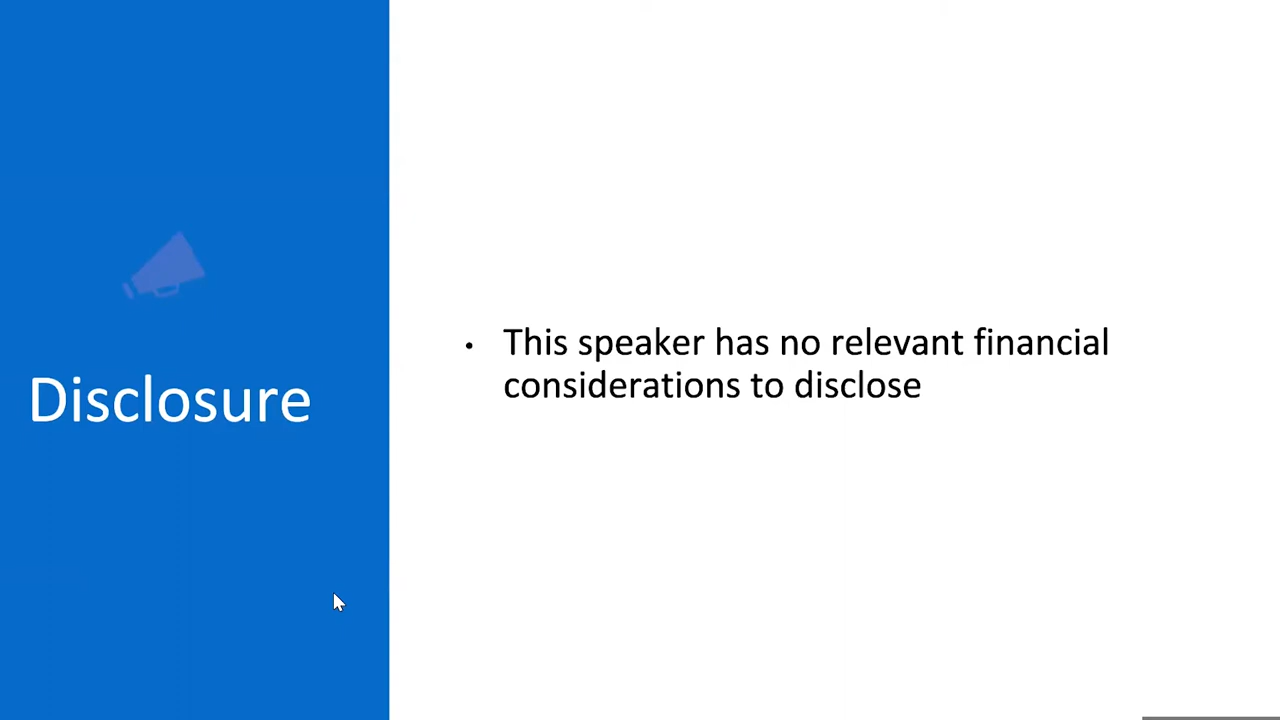 Disclosure
• This speaker has no relevant financial
considerations to disclose